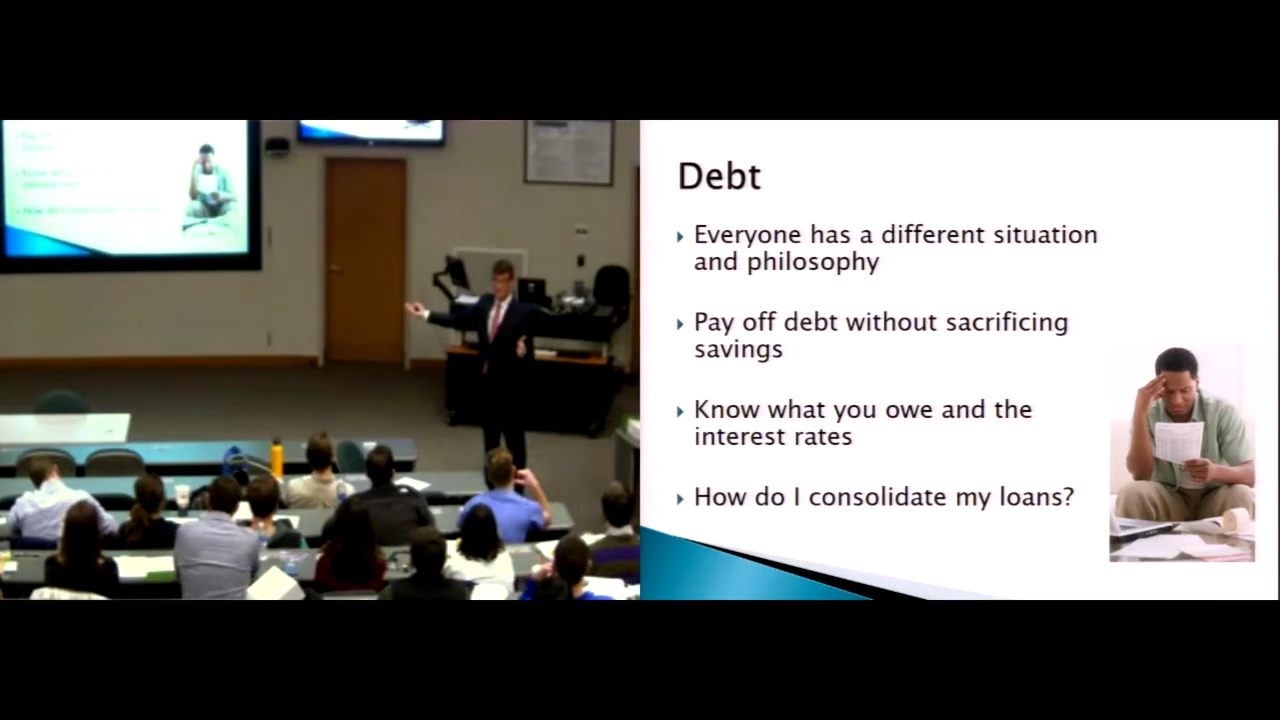 Debt
Everyone has a different situation
and philosophy
Pay off debt without sacrificing
savings
Know what you owe and the
interest rates
How do I consolidate my loans?